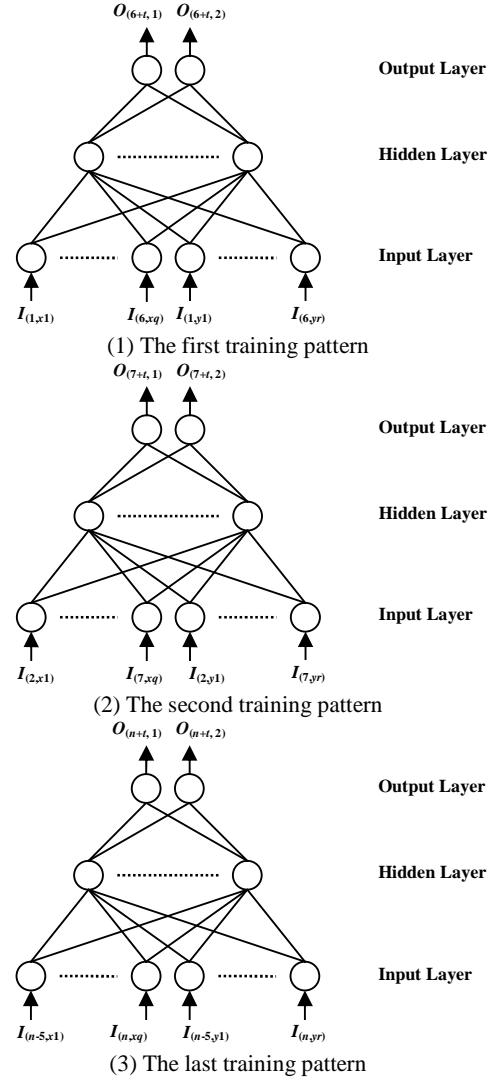 O(6+t, 1) O(6+t, 2)
Output Layer
Hidden Layer
Input Layer
I(1,x1) I(6,xq) I(1,y1) I(6,yr)
(1) The first training pattern
O(7+t, 1) O(7+t, 2)
Output Layer
Hidden Layer
Input Layer
I(2,x1) I(7,xq) I(2,y1) I(7,yr)
(2) The second training pattern
O(n+t, 1) O(n+t, 2)
Output Layer
Hidden Layer
Input Layer
I(n-5,x1) I(n,xq) I(n-5,y1) I(n,yr)
(3) The last training pattern